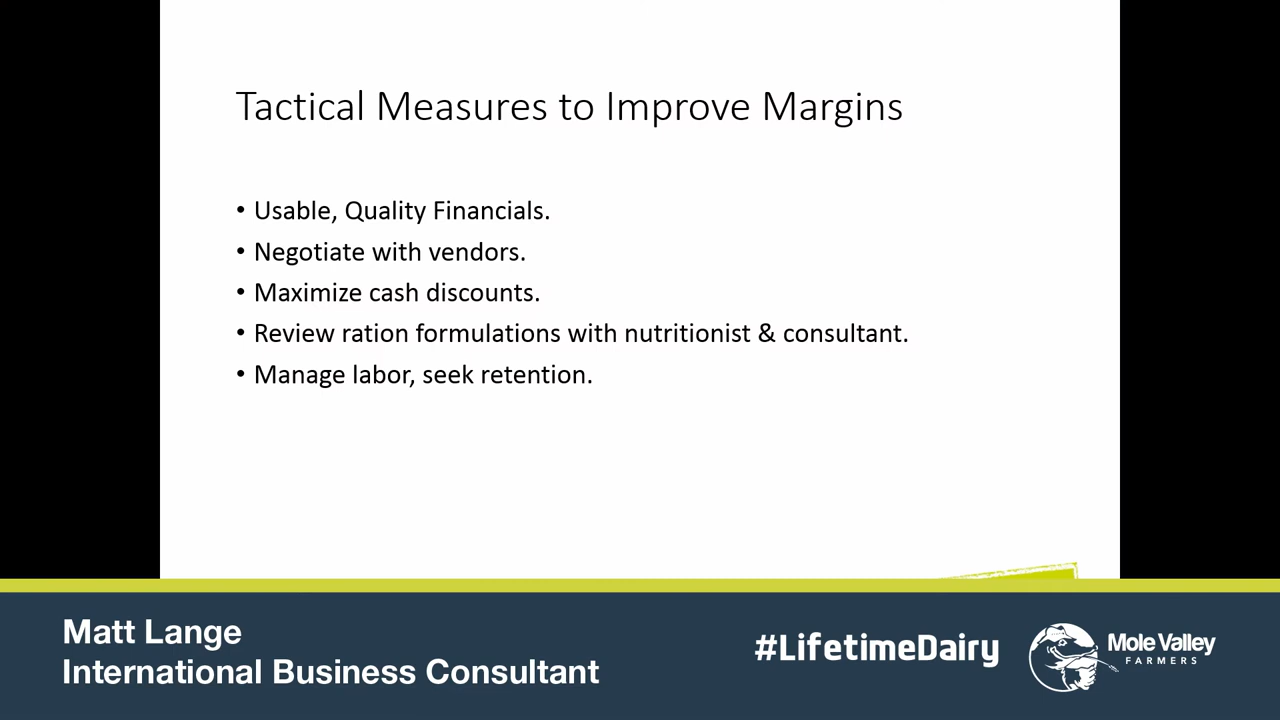 Tactical Measures to Improve Margins
• Usable, Quality Financials.
• Negotiate with vendors.
• Maximize cash discounts.
• Review ration formulations with nutritionist & consultant.
• Manage labor, seek retention.
Matt Lange
International Business Consultant
#LifetimeDairy
Mole Valley
FARMERS